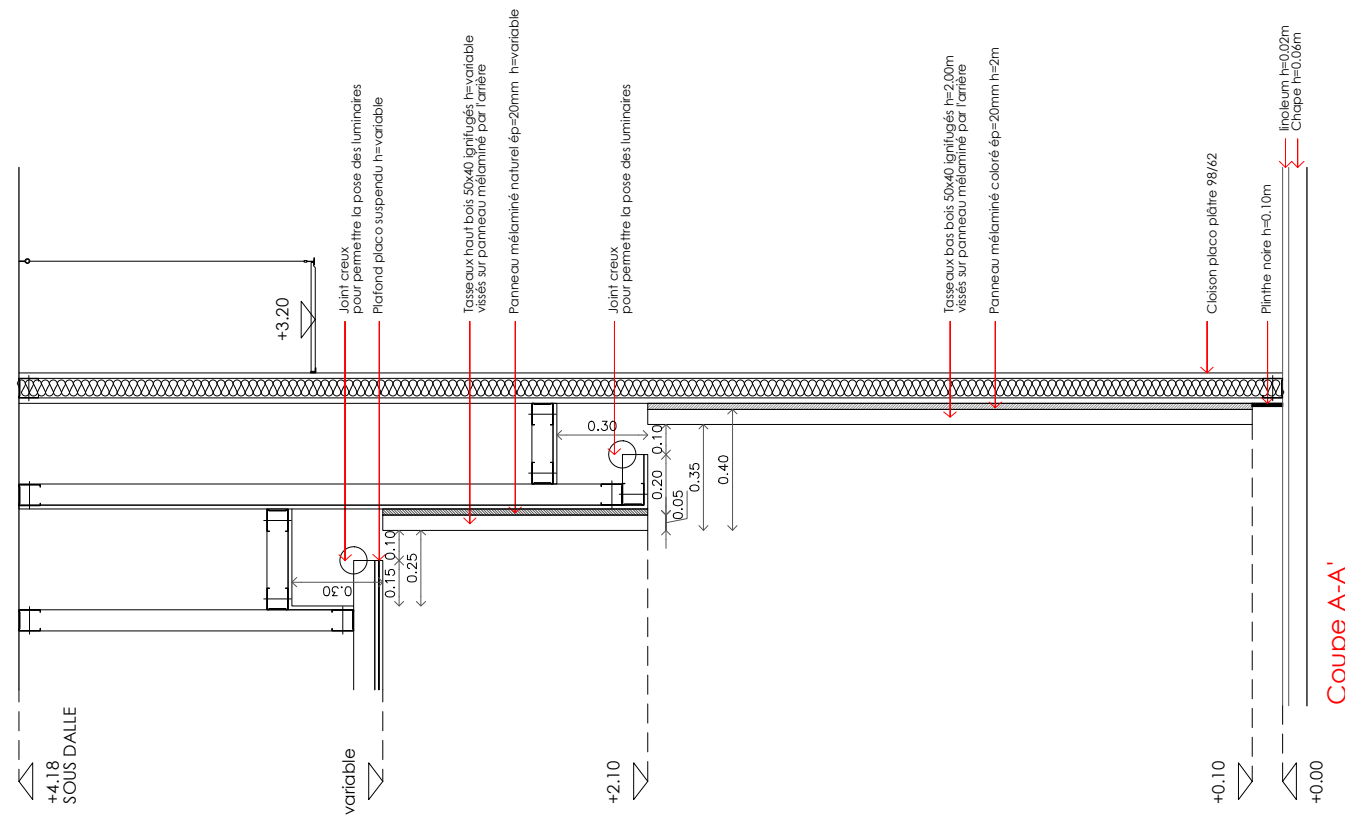 +4.18
SOUS DALLE
variable
+2.10
+0.10
+0.00
+3.20
Joint creux
pour permettre la pose des luminaires
Plafond placo suspendu h=variable
Tasseaux haut bois 50x40 ignifugés h=variable
vissés sur panneau mélaminé par l'arrière
Panneau mélaminé naturel ép=20mm h=variable
Joint creux
pour permettre la pose des luminaires
Tasseaux bas bois 50x40 ignifugés h=2.00m
vissés sur panneau mélaminé par l'arrière
Panneau mélaminé coloré ép=20mm h=2m
Cloison placo plâtre 98/62
Plinthe noire h=0.10m
linoleum h=0.02m
Chape h=0.06m
0.30
0.15
0.10
0.25
0.30
0.10
0.20
0.05
0.35
0.40
Coupe A-A'